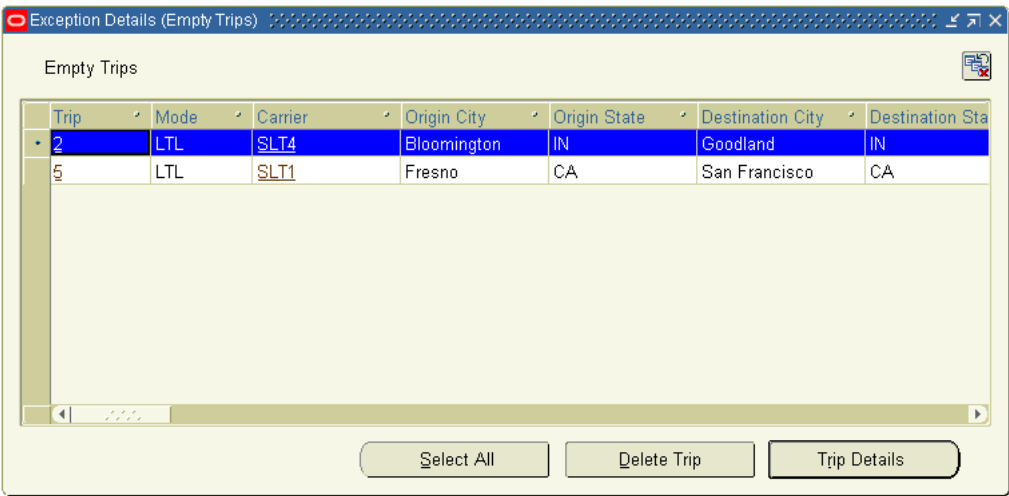 Exception Details (Empty Trips)
Empty Trips
Trip Mode Carrier Origin City Origin State Destination City Destination Sta
2 LTL SLT4 Bloomington IN Goodland IN
5 LTL SLT1 Fresno CA San Francisco CA
Select All Delete Trip Trip Details